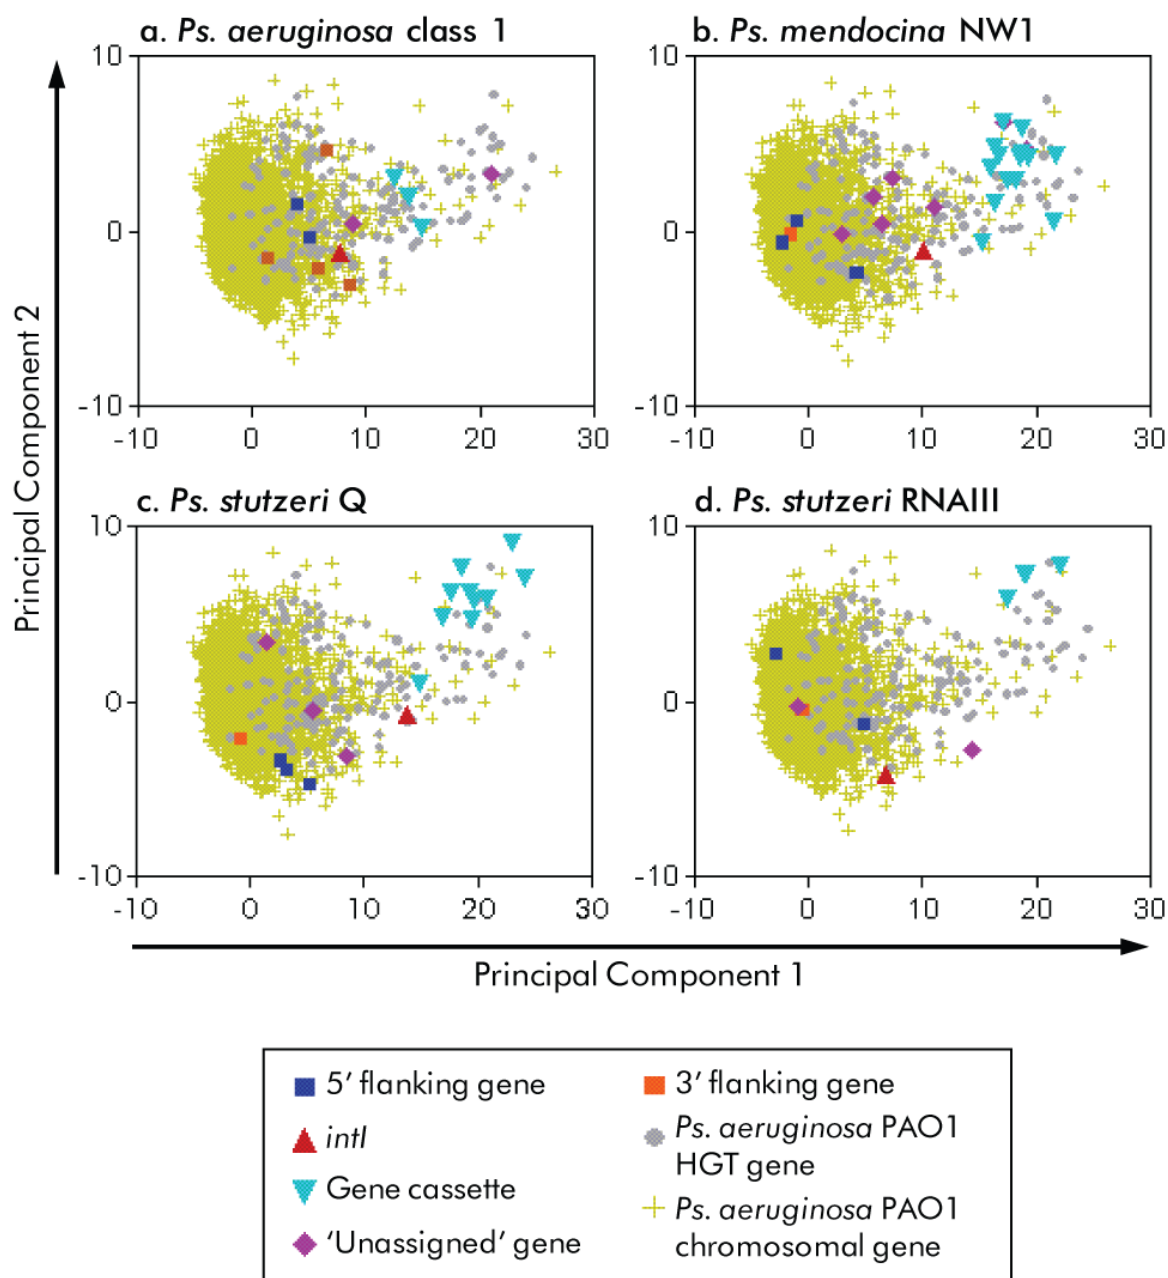 a. Ps. aeruginosa class 1
b. Ps. mendocina NW1
10
0
-10
-10 0 10 20 30
10
0
-10
-10 0 10 20 30
c. Ps. stutzeri Q
d. Ps. stutzeri RNAIII
10
0
-10
-10 0 10 20 30
10
0
-10
-10 0 10 20 30
Principal Component 2
Principal Component 1
5' flanking gene
intI
Gene cassette
'Unassigned' gene
3' flanking gene
Ps. aeruginosa PAO1
HGT gene
Ps. aeruginosa PAO1
chromosomal gene